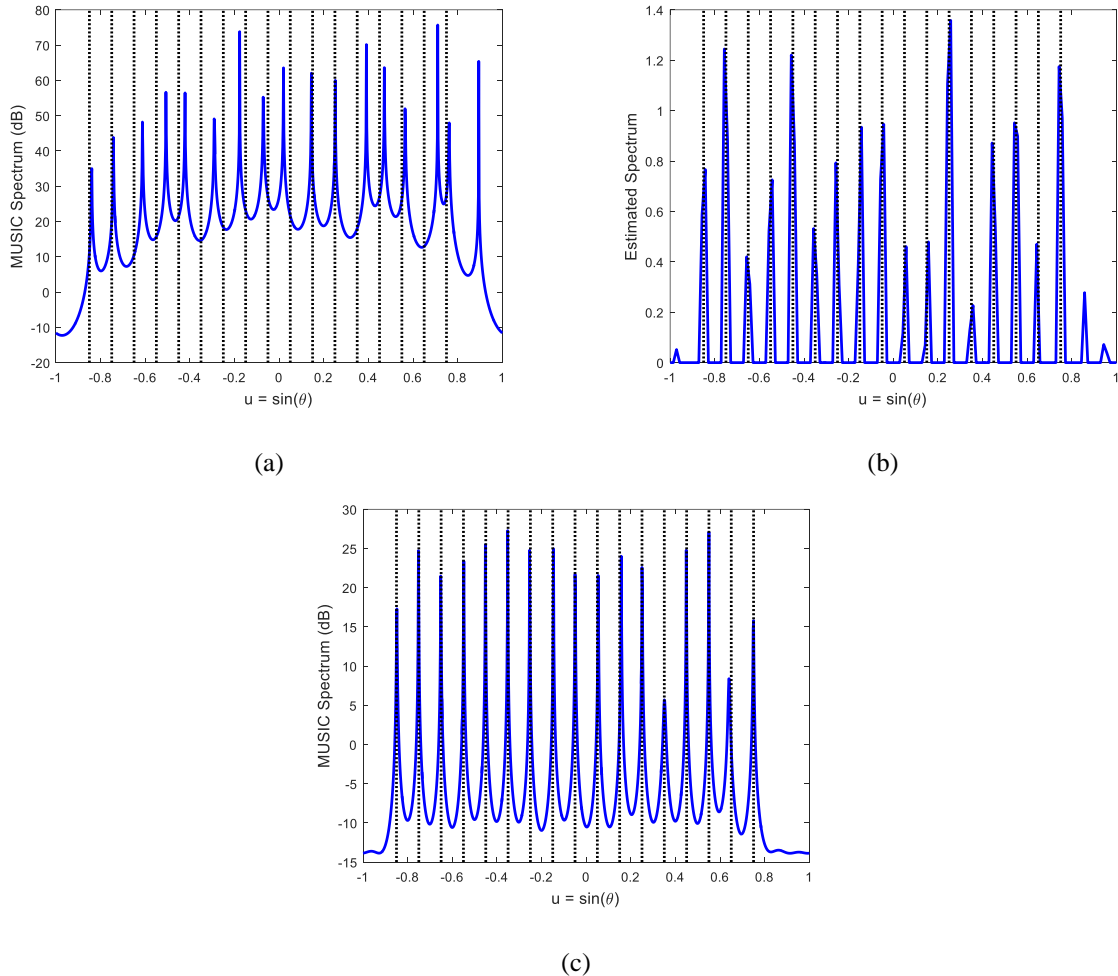 80
70
60
50
40
30
20
10
0
-10
-20
MUSIC Spectrum (dB)
-1 -0.8 -0.6 -0.4 -0.2 0 0.2 0.4 0.6 0.8 1
u = sin(θ)
(a)
1.4
1.2
1
0.8
0.6
0.4
0.2
0
Estimated Spectrum
-1 -0.8 -0.6 -0.4 -0.2 0 0.2 0.4 0.6 0.8 1
u = sin(θ)
(b)
30
25
20
15
10
5
0
-5
-10
-15
MUSIC Spectrum (dB)
-1 -0.8 -0.6 -0.4 -0.2 0 0.2 0.4 0.6 0.8 1
u = sin(θ)
(c)